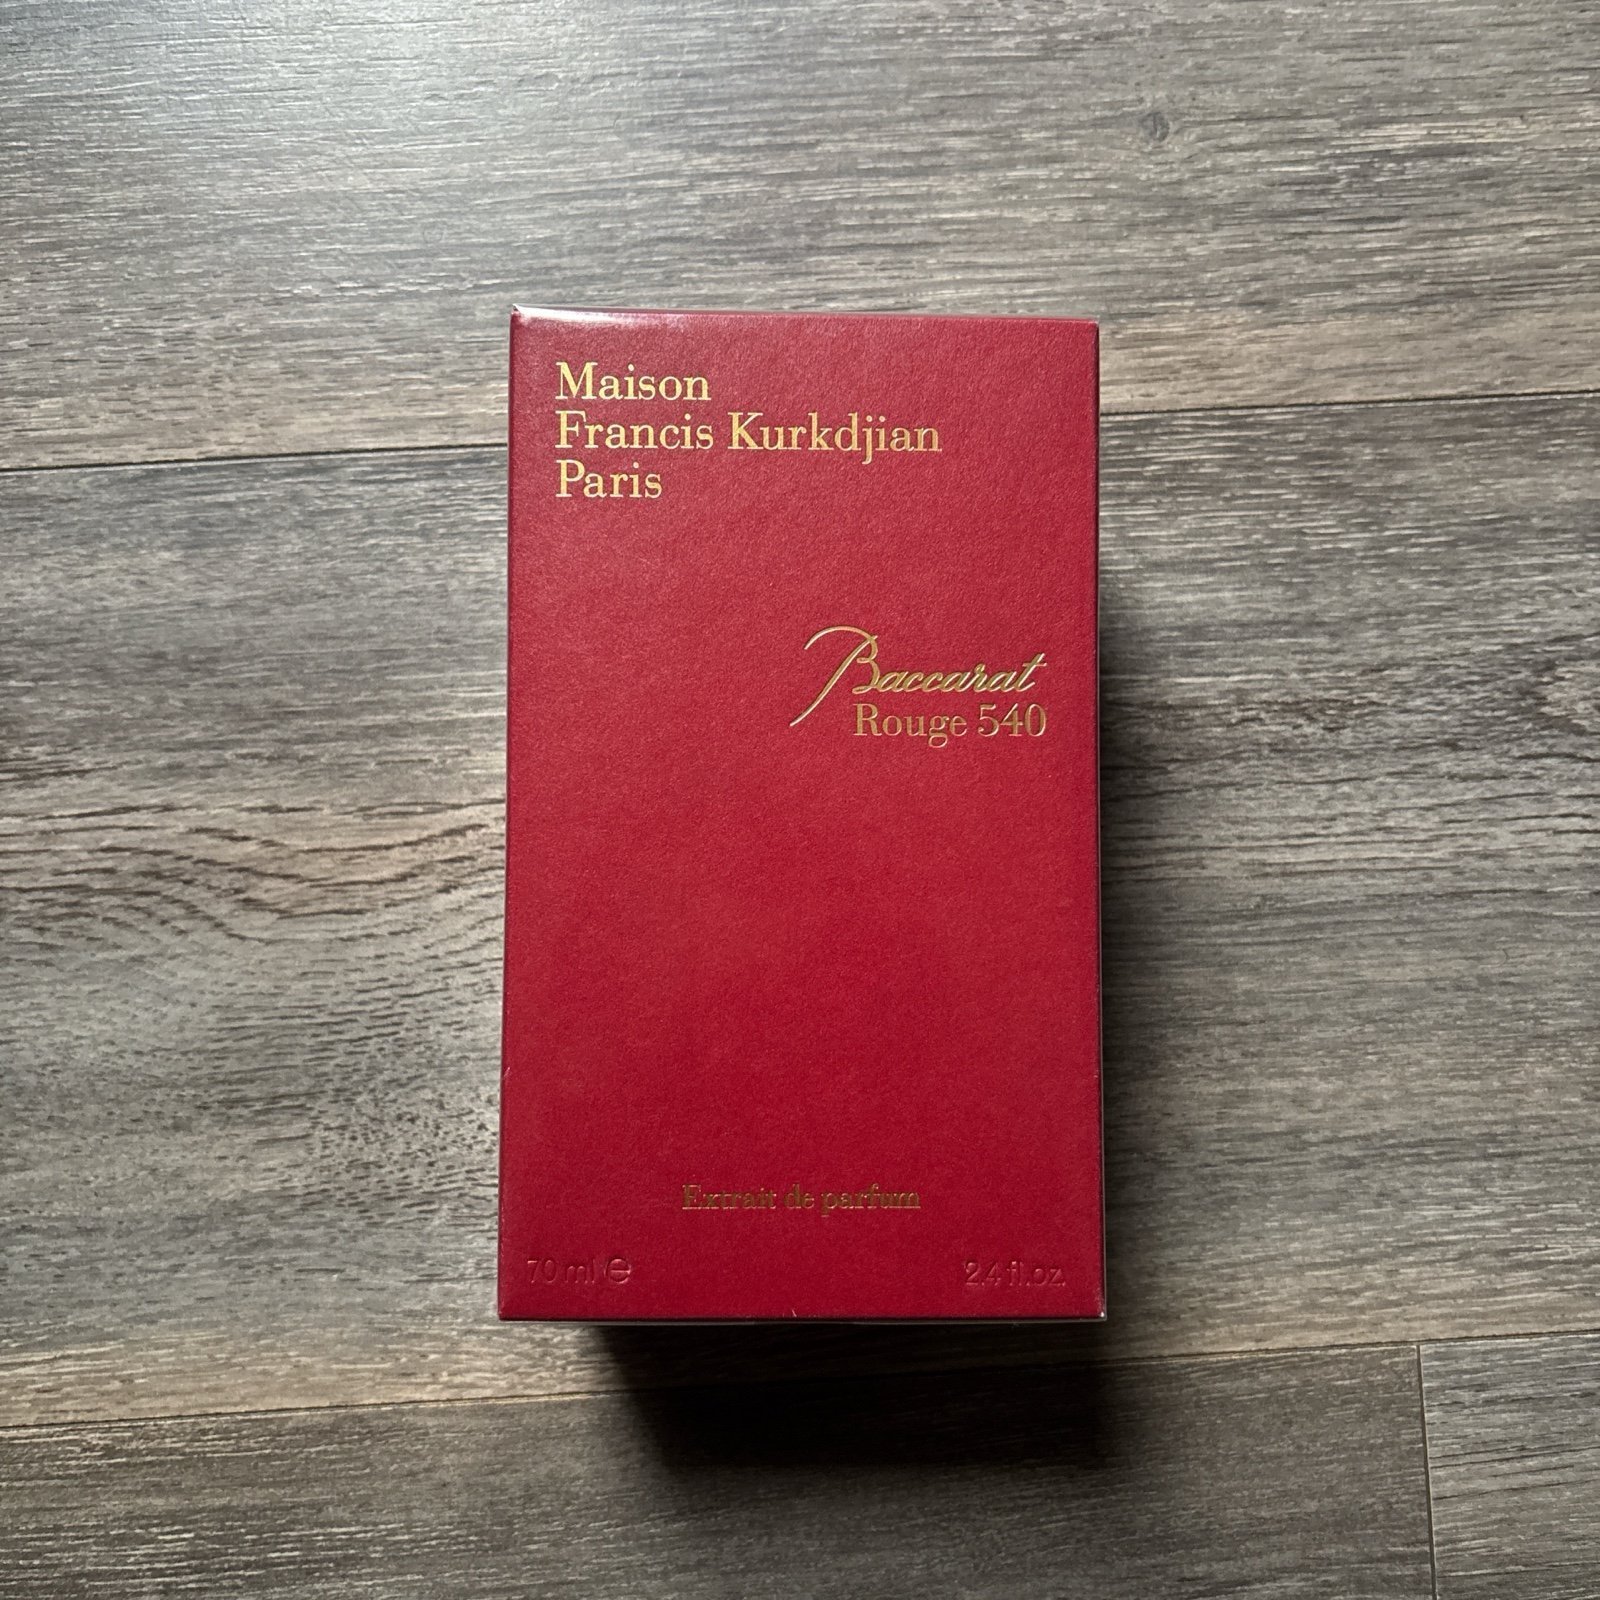 Maison
Francis Kurkdjian
Paris
Baccarat
Rouge 540
Extrait de parfum
70 ml ℮ 2.4 fl.oz.